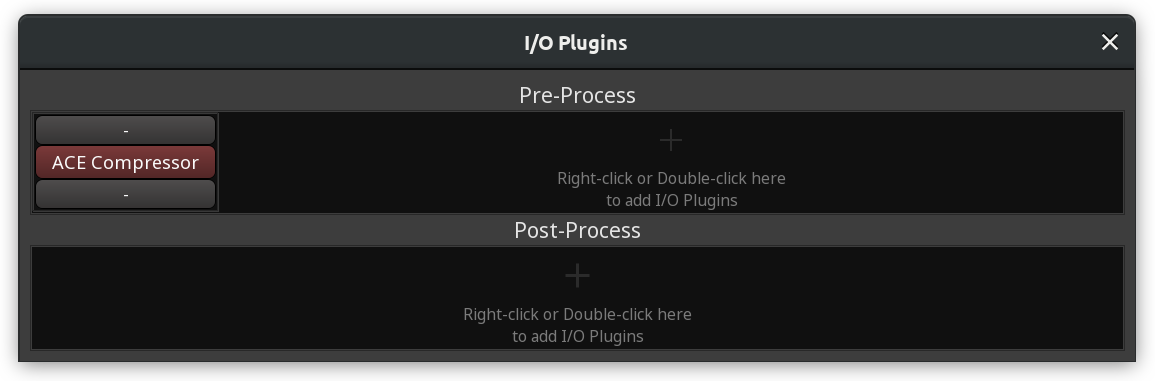 I/O Plugins
Pre-Process
-
ACE Compressor
-
Right-click or Double-click here
to add I/O Plugins
Post-Process
Right-click or Double-click here
to add I/O Plugins